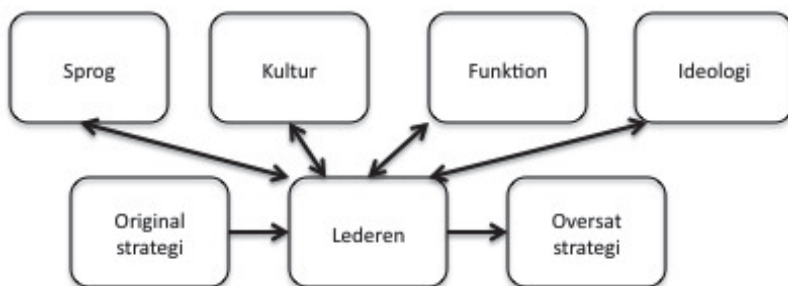 Sprog
Kultur
Funktion
Ideologi
Original
strategi
Lederen
Oversat
strategi